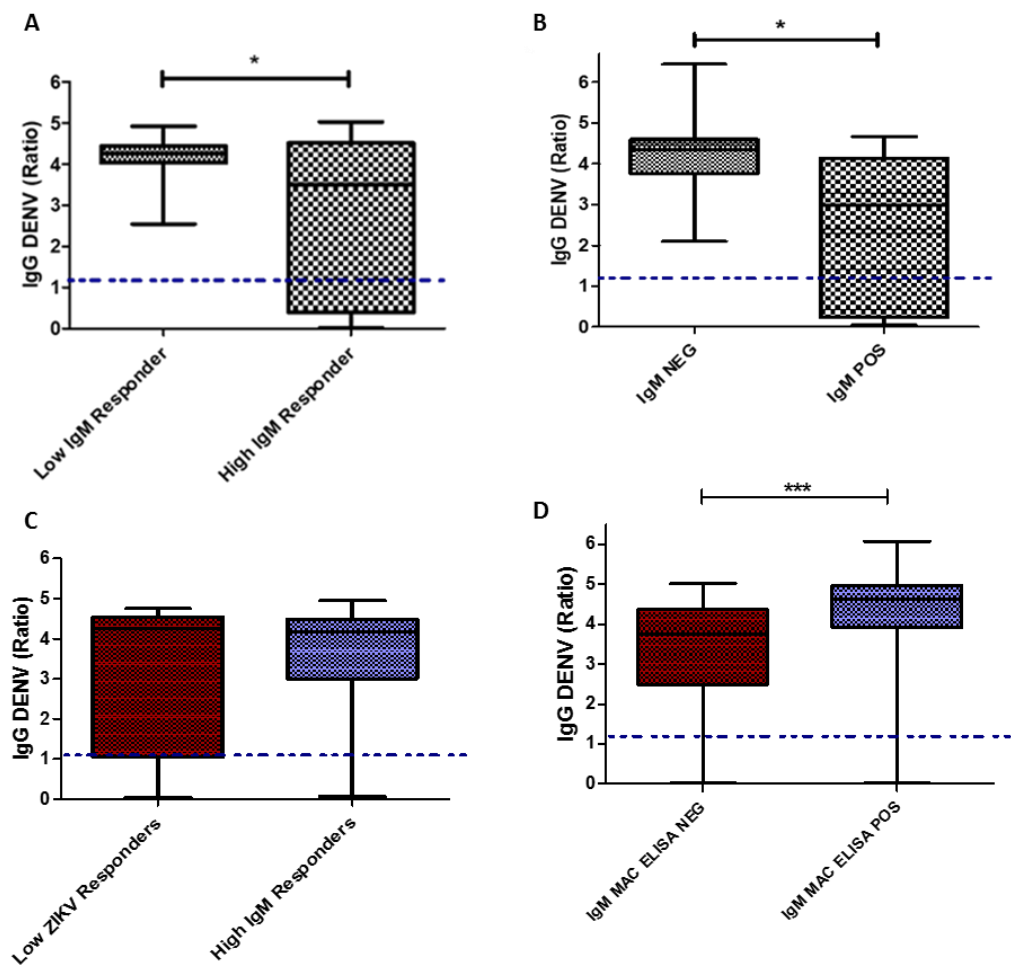 A
*
IgG DENV (Ratio)
6
5
4
3
2
1
0
Low IgM Responder
High IgM Responder
B
*
IgG DENV (Ratio)
6
5
4
3
2
1
0
IgM NEG
IgM POS
C
IgG DENV (Ratio)
6
5
4
3
2
1
0
Low ZIKV Responders
High IgM Responders
D
***
IgG DENV (Ratio)
6
5
4
3
2
1
0
IgM MAC ELISA NEG
IgM MAC ELISA POS